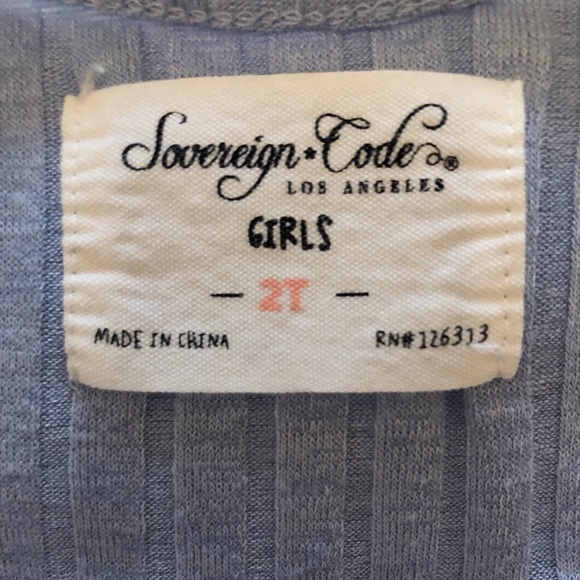 Sovereign★Code®
LOS ANGELES
GIRLS
— 2T —
MADE IN CHINA
RN#126313